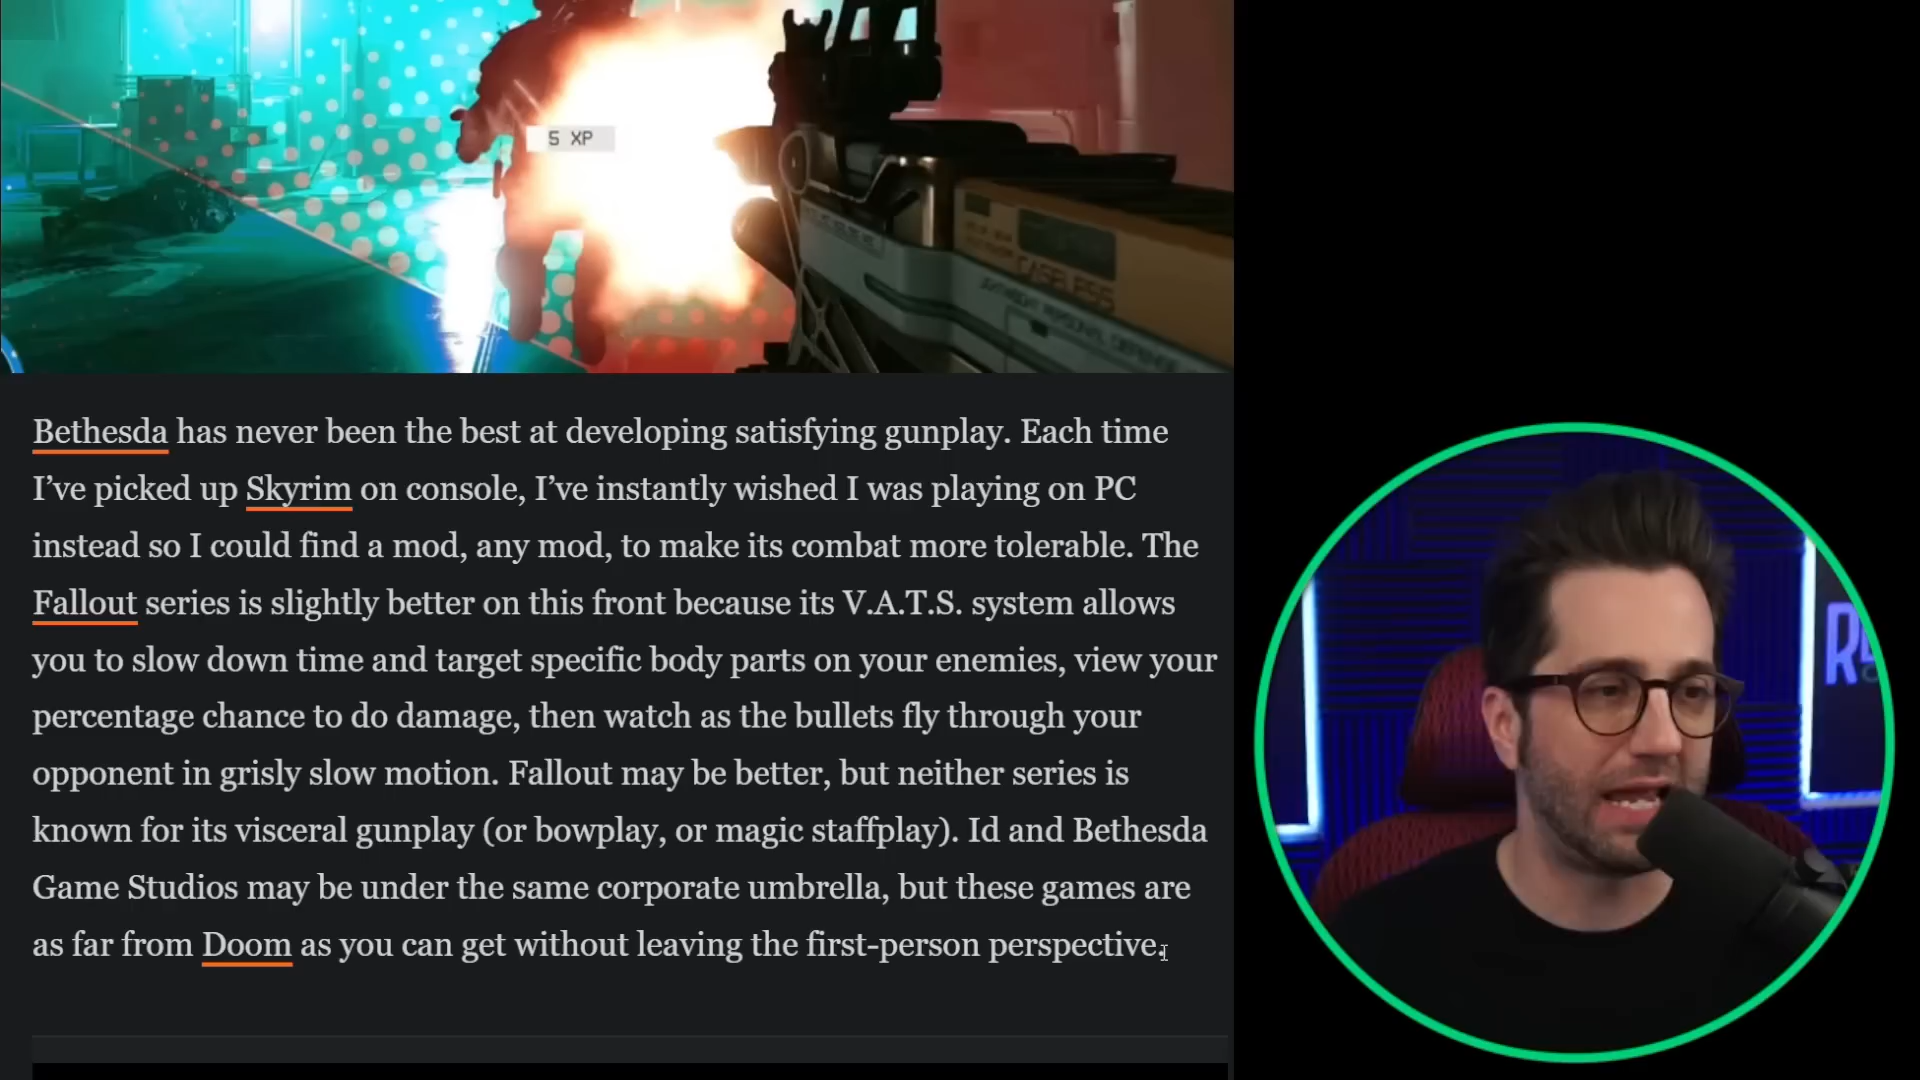 5 XP
CASELESS
Bethesda has never been the best at developing satisfying gunplay. Each time
I’ve picked up Skyrim on console, I’ve instantly wished I was playing on PC
instead so I could find a mod, any mod, to make its combat more tolerable. The
Fallout series is slightly better on this front because its V.A.T.S. system allows
you to slow down time and target specific body parts on your enemies, view your
percentage chance to do damage, then watch as the bullets fly through your
opponent in grisly slow motion. Fallout may be better, but neither series is
known for its visceral gunplay (or bowplay, or magic staffplay). Id and Bethesda
Game Studios may be under the same corporate umbrella, but these games are
as far from Doom as you can get without leaving the first-person perspective.